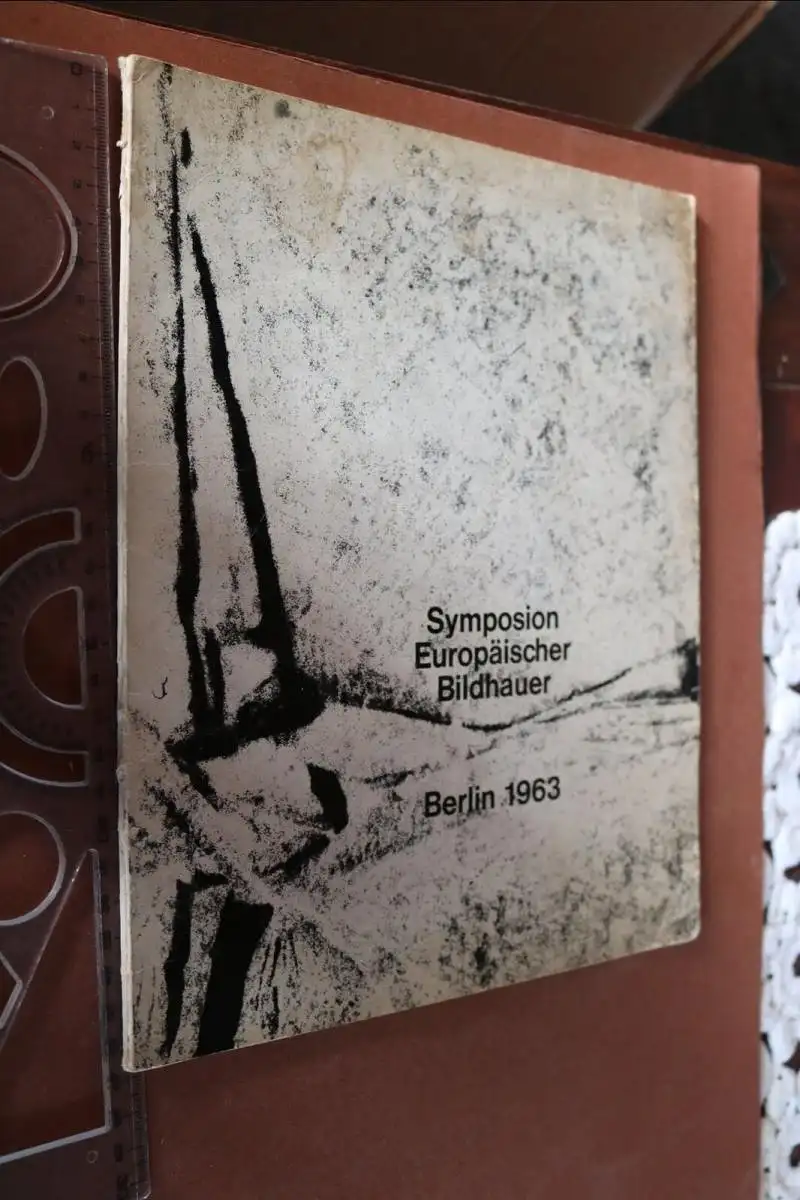 Symposion
Europäischer
Bildhauer
Berlin 1963